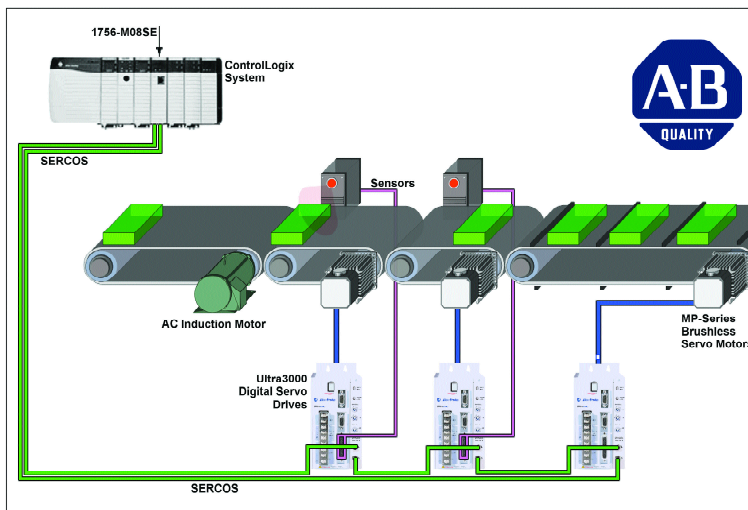 1756-M08SE
ControlLogix
System
A-B
QUALITY
SERCOS
Sensors
AC Induction Motor
MP-Series
Brushless
Servo Motors
Ultra3000
Digital Servo
Drives
SERCOS